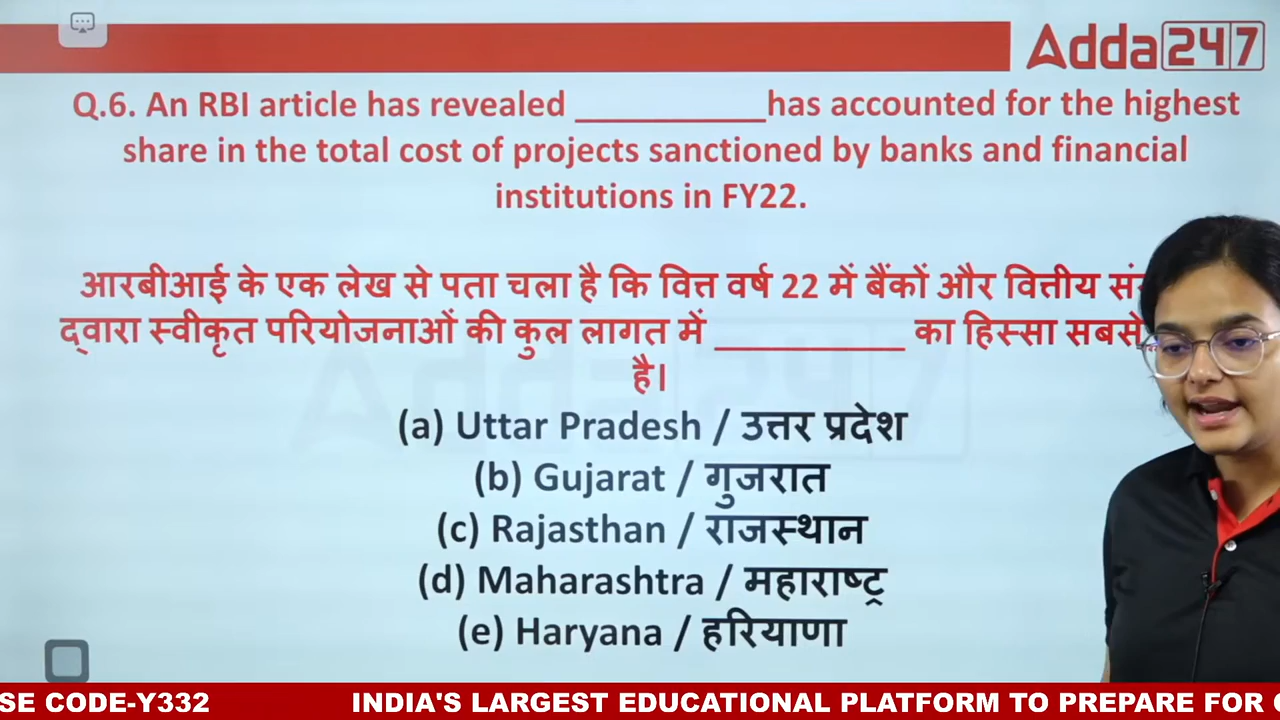 Adda247
Q.6. An RBI article has revealed ___________has accounted for the highest
share in the total cost of projects sanctioned by banks and financial
institutions in FY22.
आरबीआई के एक लेख से पता चला है कि वित्त वर्ष 22 में बैंकों और वित्तीय
द्वारा स्वीकृत परियोजनाओं की कुल लागत में ___________ का हिस्सा सबसे
है।
(a) Uttar Pradesh / उत्तर प्रदेश
(b) Gujarat / गुजरात
(c) Rajasthan / राजस्थान
(d) Maharashtra / महाराष्ट्र
(e) Haryana / हरियाणा
SE CODE-Y332 INDIA'S LARGEST EDUCATIONAL PLATFORM TO PREPARE FOR